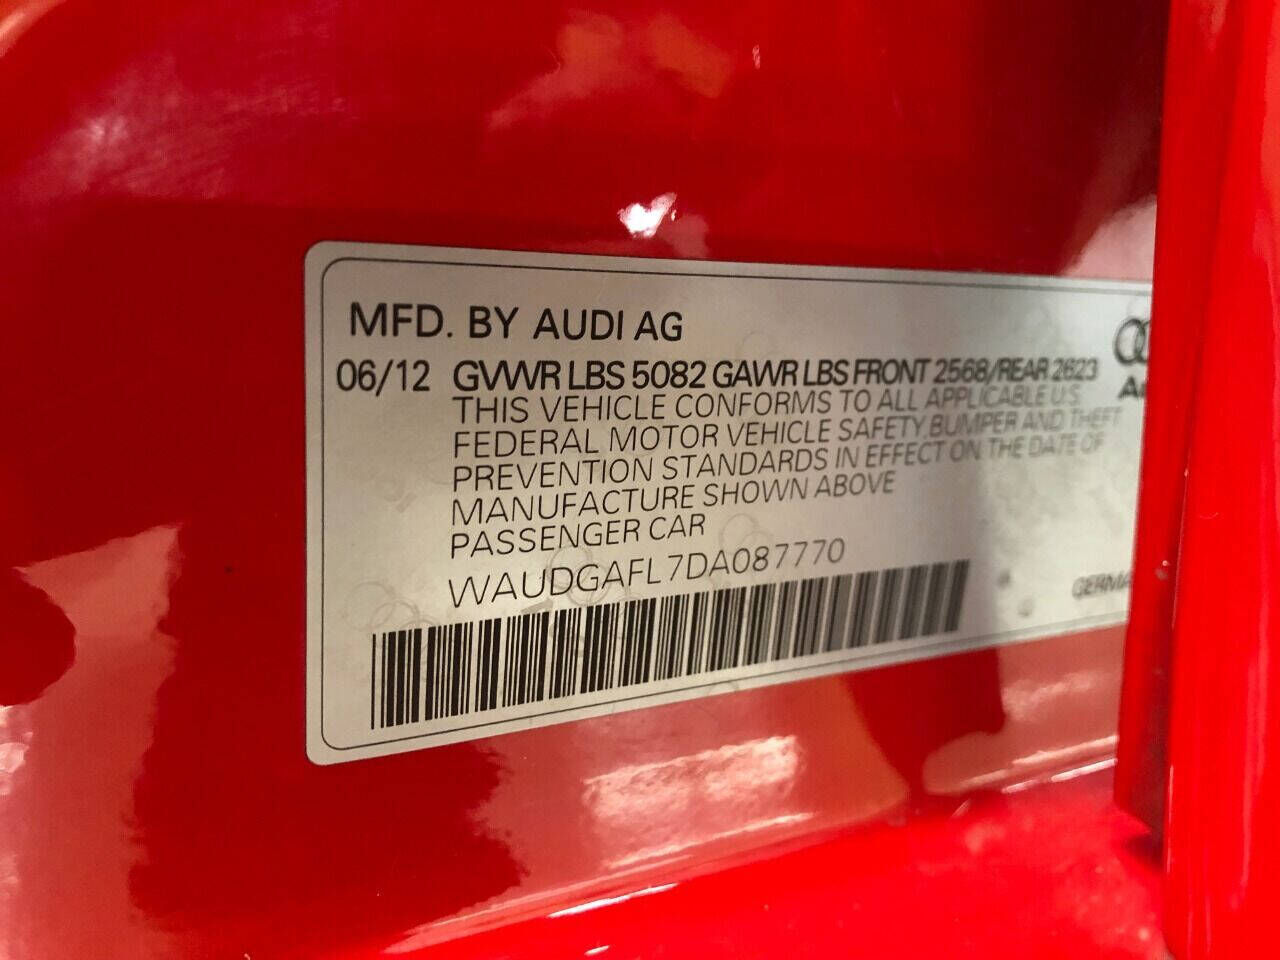 MFD. BY AUDI AG
06/12 GVWR LBS 5082 GAWR LBS FRONT 2568/REAR 2623
THIS VEHICLE CONFORMS TO ALL APPLICABLE U.S.
FEDERAL MOTOR VEHICLE SAFETY, BUMPER AND THEFT
PREVENTION STANDARDS IN EFFECT ON THE DATE OF
MANUFACTURE SHOWN ABOVE
PASSENGER CAR
WAUDGAFL7DA087770